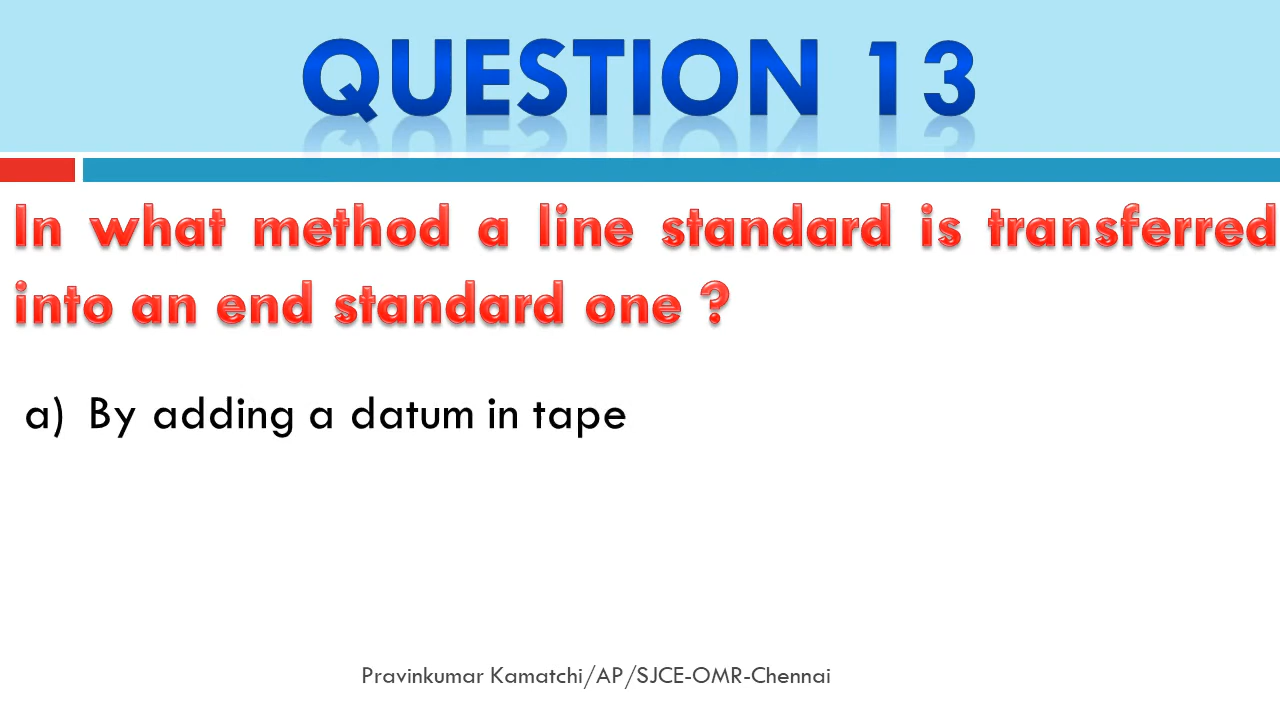 QUESTION 13
In what method a line standard is transferred
into an end standard one ?
a) By adding a datum in tape
Pravinkumar Kamatchi/AP/SJCE-OMR-Chennai